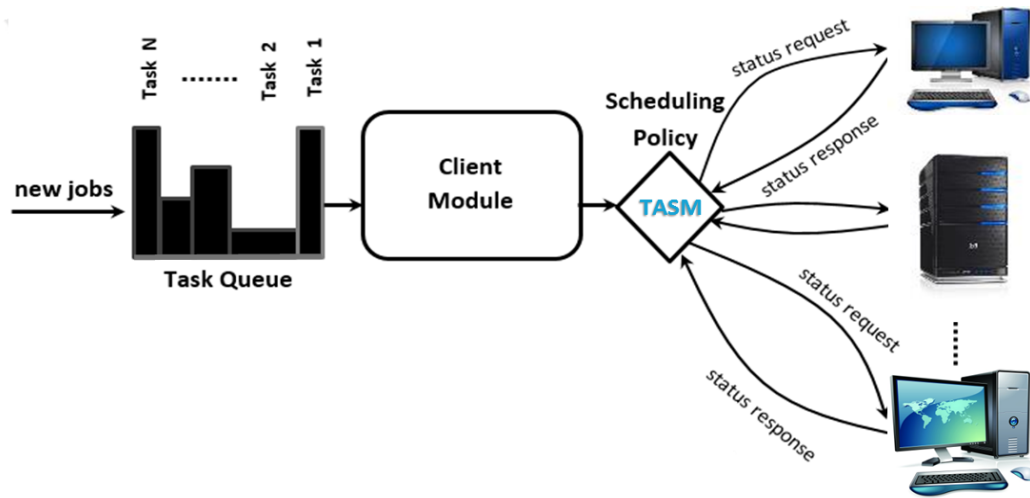 Task N
.......
Task 2
Task 1
new jobs
Task Queue
Client
Module
Scheduling
Policy
TASM
status request
status response
status request
status response